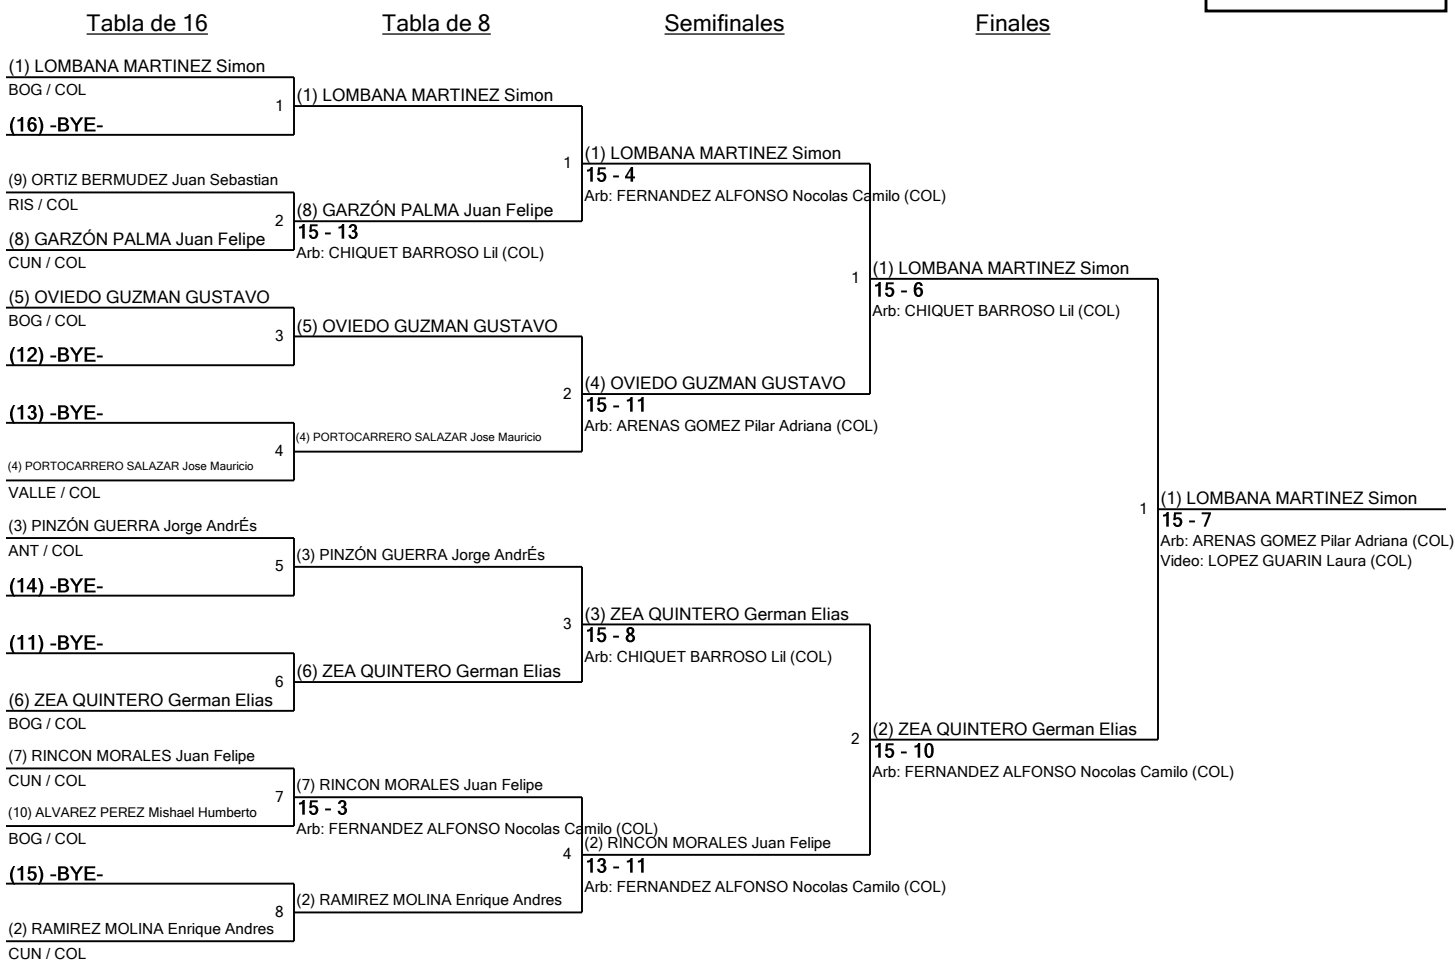 Tabla de 16
Tabla de 8
Semifinales
Finales
(1) LOMBANA MARTINEZ Simon
BOG / COL
1
(16) -BYE-
(9) ORTIZ BERMUDEZ Juan Sebastian
RIS / COL
2
(8) GARZÓN PALMA Juan Felipe
CUN / COL
(5) OVIEDO GUZMAN GUSTAVO
BOG / COL
3
(12) -BYE-
(13) -BYE-
4
(4) PORTOCARRERO SALAZAR Jose Mauricio
VALLE / COL
(3) PINZÓN GUERRA Jorge AndrÉs
ANT / COL
5
(14) -BYE-
(11) -BYE-
6
(6) ZEA QUINTERO German Elias
BOG / COL
(7) RINCON MORALES Juan Felipe
CUN / COL
7
(10) ALVAREZ PEREZ Mishael Humberto
BOG / COL
(15) -BYE-
8
(2) RAMIREZ MOLINA Enrique Andres
CUN / COL
(1) LOMBANA MARTINEZ Simon
1
(8) GARZÓN PALMA Juan Felipe
15 - 13
Arb: CHIQUET BARROSO Lil (COL)
(5) OVIEDO GUZMAN GUSTAVO
2
(4) PORTOCARRERO SALAZAR Jose Mauricio
(3) PINZÓN GUERRA Jorge AndrÉs
3
(6) ZEA QUINTERO German Elias
(7) RINCON MORALES Juan Felipe
15 - 3
Arb: FERNANDEZ ALFONSO Nocolas Camilo (COL)
4
(2) RAMIREZ MOLINA Enrique Andres
(1) LOMBANA MARTINEZ Simon
15 - 4
Arb: FERNANDEZ ALFONSO Nocolas Camilo (COL)
1
(4) OVIEDO GUZMAN GUSTAVO
15 - 11
Arb: ARENAS GOMEZ Pilar Adriana (COL)
(3) ZEA QUINTERO German Elias
15 - 8
Arb: CHIQUET BARROSO Lil (COL)
2
(2) RINCON MORALES Juan Felipe
13 - 11
Arb: FERNANDEZ ALFONSO Nocolas Camilo (COL)
(1) LOMBANA MARTINEZ Simon
15 - 6
Arb: CHIQUET BARROSO Lil (COL)
1
(2) ZEA QUINTERO German Elias
15 - 10
Arb: FERNANDEZ ALFONSO Nocolas Camilo (COL)
(1) LOMBANA MARTINEZ Simon
15 - 7
Arb: ARENAS GOMEZ Pilar Adriana (COL)
Video: LOPEZ GUARIN Laura (COL)